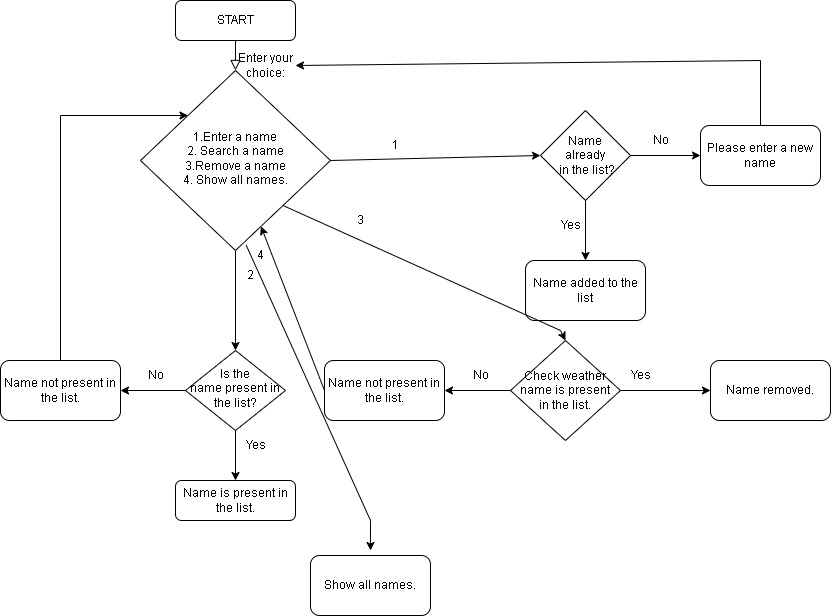 START
Enter your
choice:
1.Enter a name
2. Search a name
3.Remove a name
4. Show all names.
1
Name
already
in the list?
No
Please enter a new
name
Yes
Name added to the
list
3
4
2
Is the
name present in
the list?
No
Name not present in
the list.
Yes
Name is present in
the list.
Name not present in
the list.
No
Check weather
name is present
in the list.
Yes
Name removed.
Show all names.